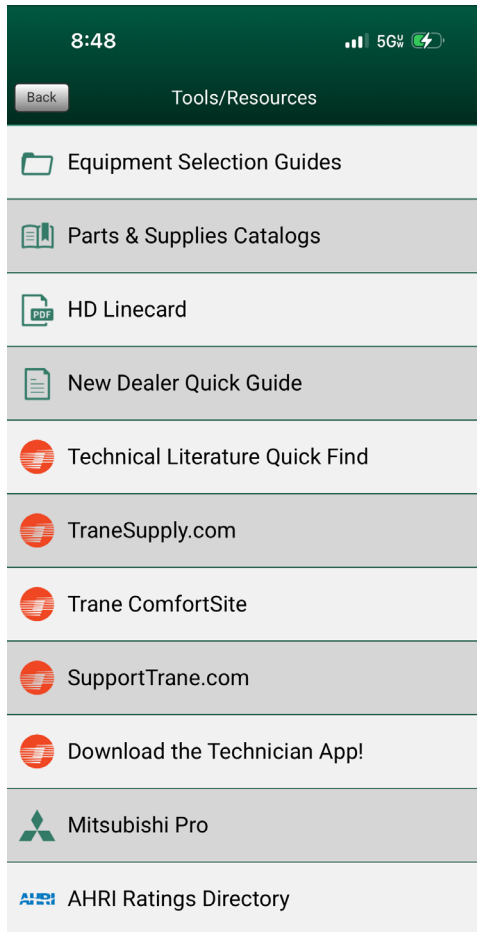 8:48
5GW
Back
Tools/Resources
Equipment Selection Guides
Parts & Supplies Catalogs
PDF
HD Linecard
New Dealer Quick Guide
Technical Literature Quick Find
TraneSupply.com
Trane ComfortSite
SupportTrane.com
Download the Technician App!
Mitsubishi Pro
AHRI
AHRI Ratings Directory